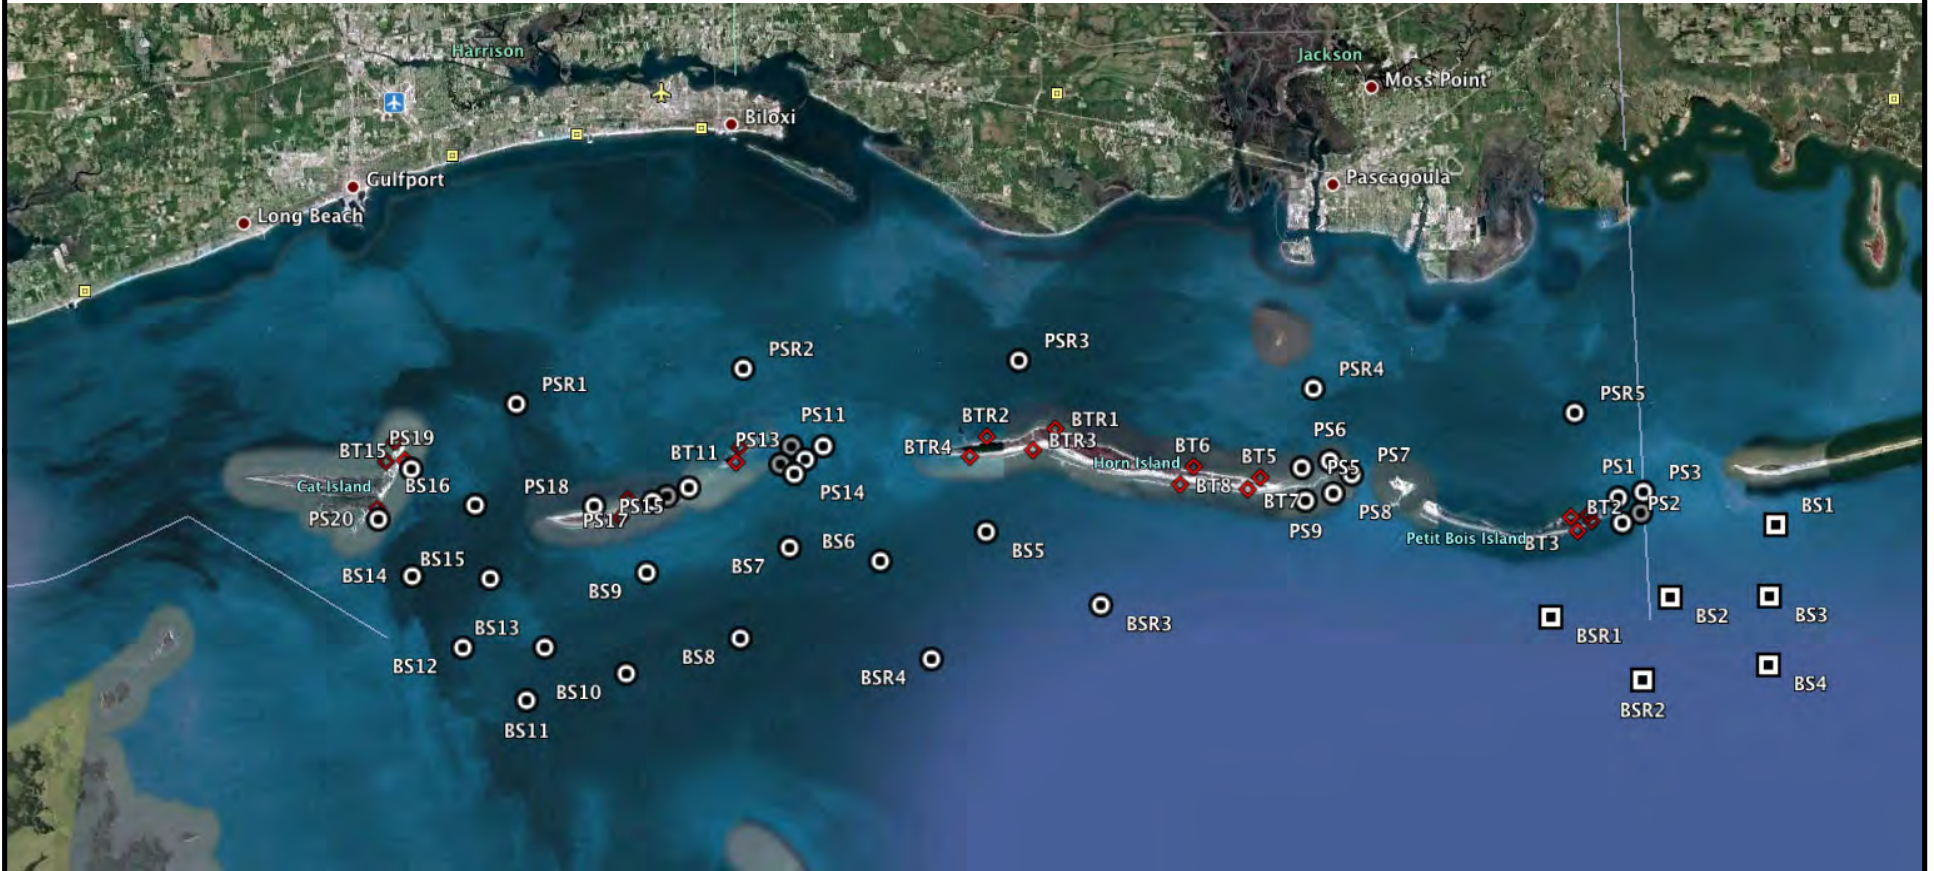 Harrison
Jackson
Moss Point
Biloxi
Gulfport
Pascagoula
Long Beach
PSR2
PSR3
PSR1
PSR4
PSR5
PS11
BTR2
BTR1
PS19
PS13
BTR3
PS6
BT15
BT11
BTR4
BT6
BT5
PS7
Horn Island
PS5
PS1
PS3
Cat Island
BS16
PS18
BT8
PS14
BT7
PS15
PS2
BS1
PS20
PS17
PS9
PS8
BT2
Petit Bois Island
BT3
BS6
BS5
BS7
BS15
BS14
BS9
BS2
BS3
BSR3
BS13
BSR1
BS8
BS12
BSR4
BS4
BS10
BSR2
BS11